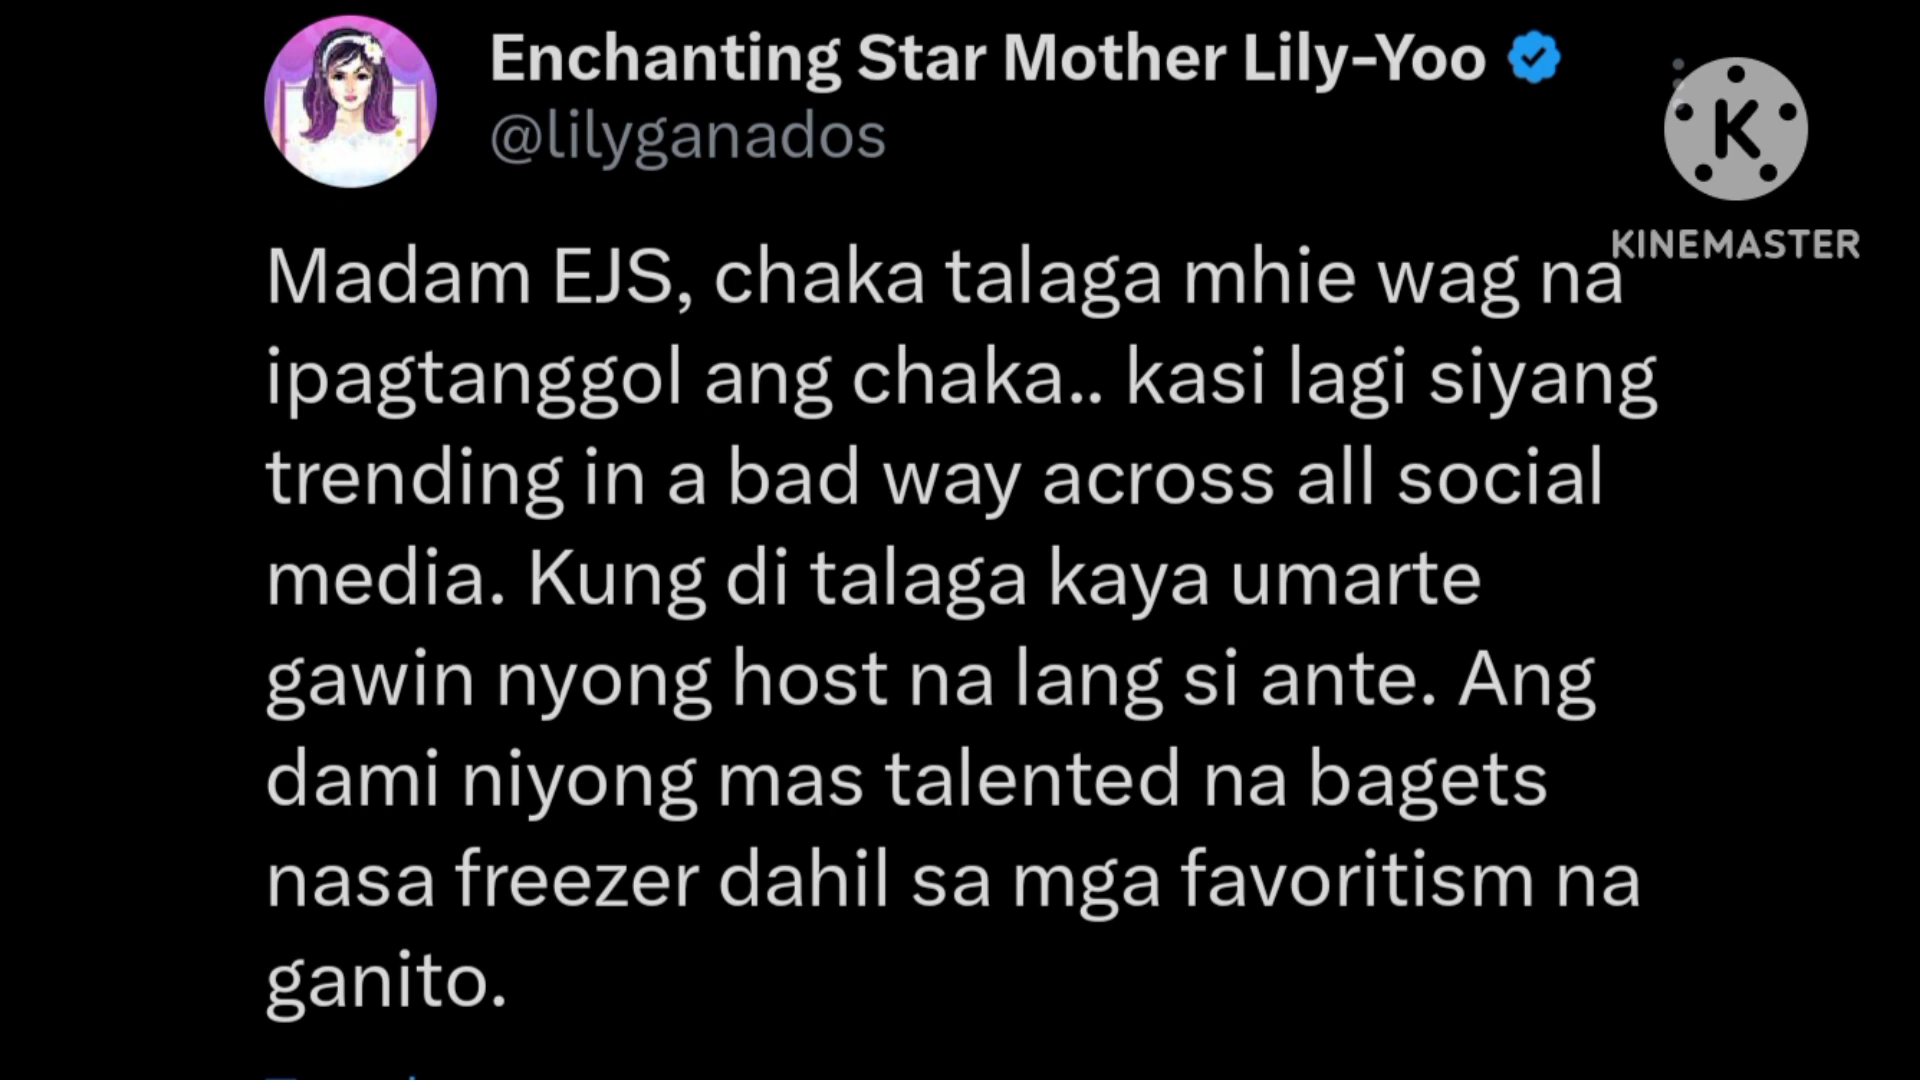 Enchanting Star Mother Lily-Yoo
@lilyganados
K
KINEMASTER
Madam EJS, chaka talaga mhie wag na
ipagtanggol ang chaka.. kasi lagi siyang
trending in a bad way across all social
media. Kung di talaga kaya umarte
gawin nyong host na lang si ante. Ang
dami niyong mas talented na bagets
nasa freezer dahil sa mga favoritism na
ganito.